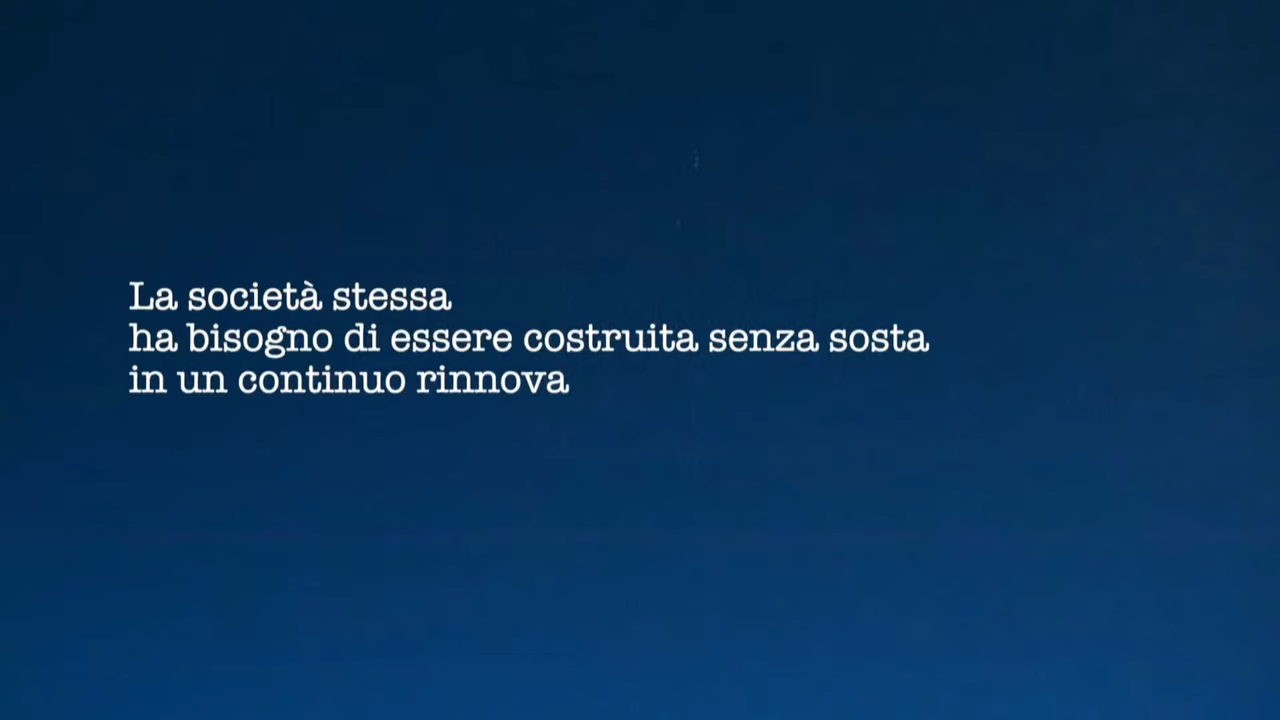 La società stessa
ha bisogno di essere costruita senza sosta
in un continuo rinnova